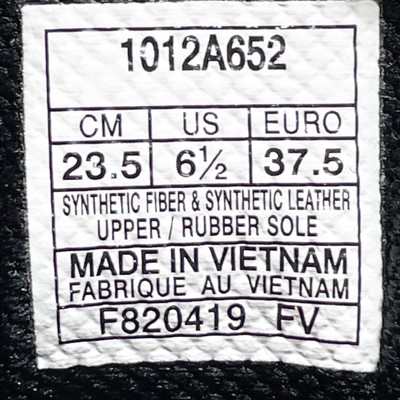 1012A652
CM US EURO
23.5 6½ 37.5
SYNTHETIC FIBER & SYNTHETIC LEATHER
UPPER / RUBBER SOLE
MADE IN VIETNAM
FABRIQUE AU VIETNAM
F820419 FV